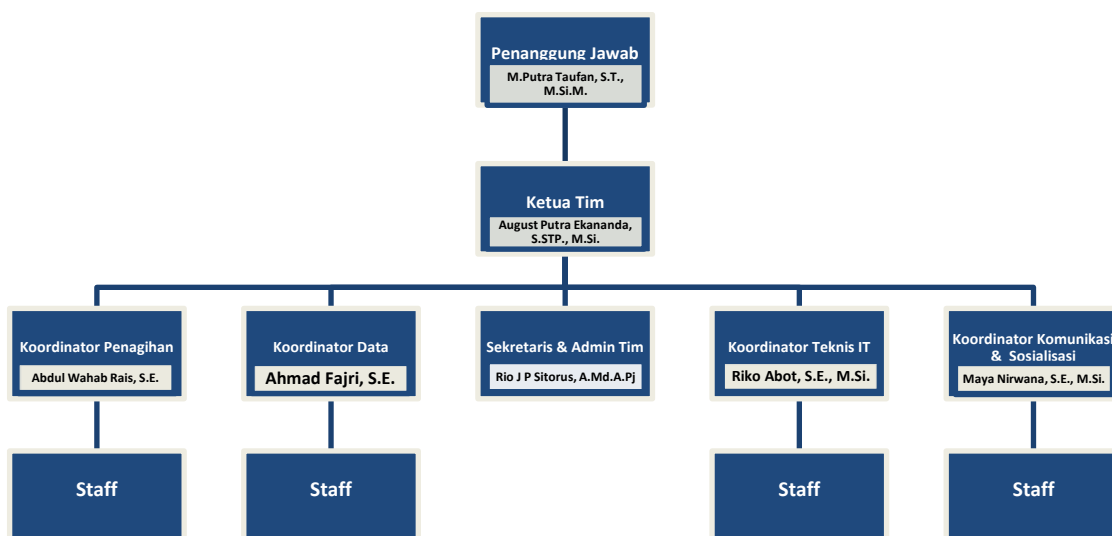 Penanggung Jawab
M.Putra Taufan, S.T.,
M.Si.M.
Ketua Tim
August Putra Ekananda,
S.STP., M.Si.
Koordinator Penagihan
Abdul Wahab Rais, S.E.
Koordinator Data
Ahmad Fajri, S.E.
Sekretaris & Admin Tim
Rio J P Sitorus, A.Md.A.Pj
Koordinator Teknis IT
Riko Abot, S.E., M.Si.
Koordinator Komunikasi
& Sosialisasi
Maya Nirwana, S.E., M.Si.
Staff
Staff
Staff
Staff